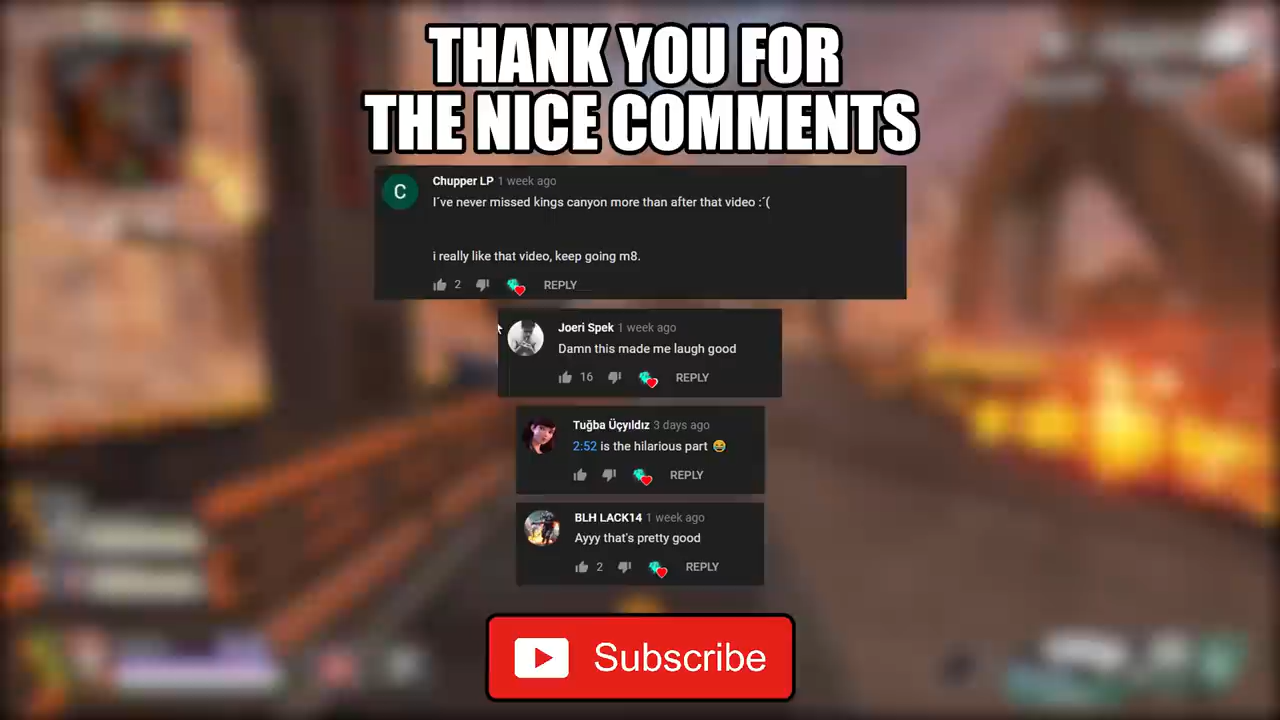 THANK YOU FOR
THE NICE COMMENTS
C
Chupper LP 1 week ago
I´ve never missed kings canyon more than after that video :´(
i really like that video, keep going m8.
2 REPLY
Joeri Spek 1 week ago
Damn this made me laugh good
16 REPLY
Tuğba Üçyıldız 3 days ago
2:52 is the hilarious part 😄
REPLY
BLH LACK14 1 week ago
Ayyy that's pretty good
2 REPLY
Subscribe